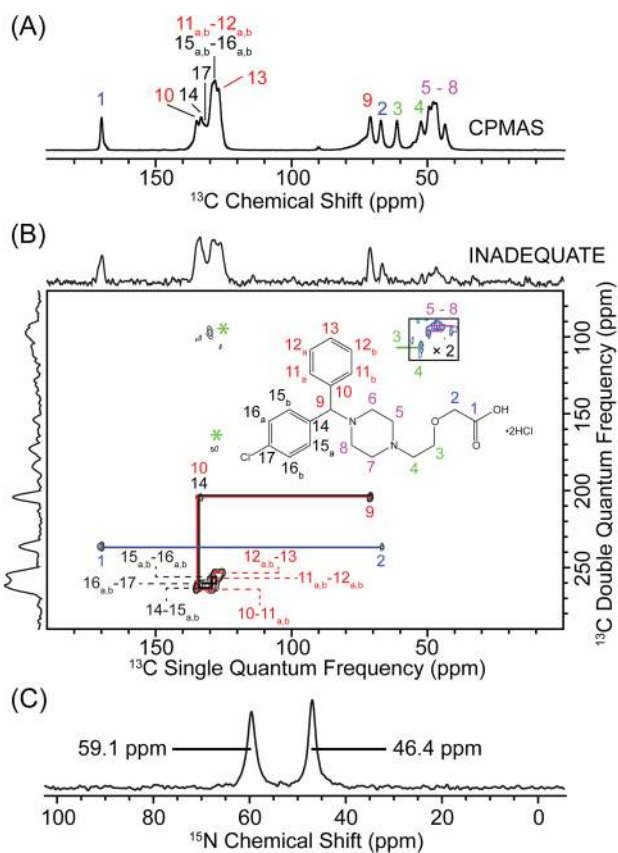 (A)
11a,b-12a,b
15a,b-16a,b
17
13
14
10
1
9
2
3
4
5 - 8
CPMAS
150
100
50
13C Chemical Shift (ppm)
(B)
INADEQUATE
5 - 8
3
× 2
4
*
13
12a
12b
11a
11b
10
15b
9
6
2
1
16a
14
N
5
O
OH
17
15a
8
N
O
•2HCl
Cl
16b
7
4
3
*
10
14
9
1
2
15a,b-16a,b
12a,b-13
16a,b-17
11a,b-12a,b
14-15a,b
10-11a,b
100
150
200
250
13C Double Quantum Frequency (ppm)
150
100
50
13C Single Quantum Frequency (ppm)
(C)
59.1 ppm
46.4 ppm
100
80
60
40
20
0
15N Chemical Shift (ppm)